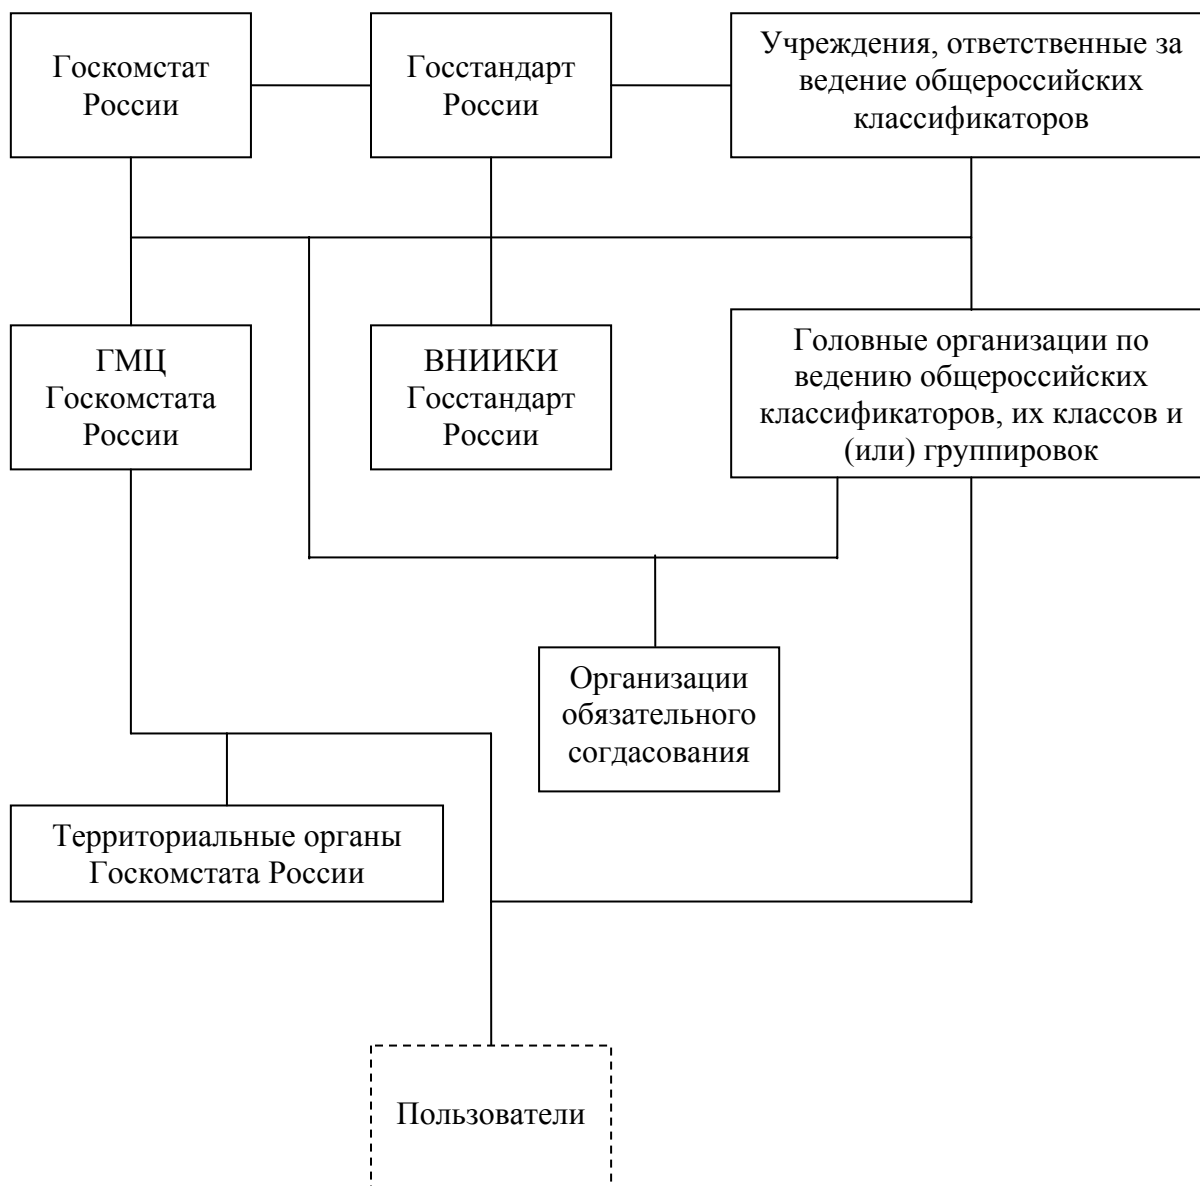 Госкомстат
России
Госстандарт
России
Учреждения, ответственные за
ведение общероссийских
классификаторов
ГМЦ
Госкомстата
России
ВНИИКИ
Госстандарт
России
Головные организации по
ведению общероссийских
классификаторов, их классов и
(или) группировок
Организации
обязательного
согдасования
Территориальные органы
Госкомстата России
Пользователи